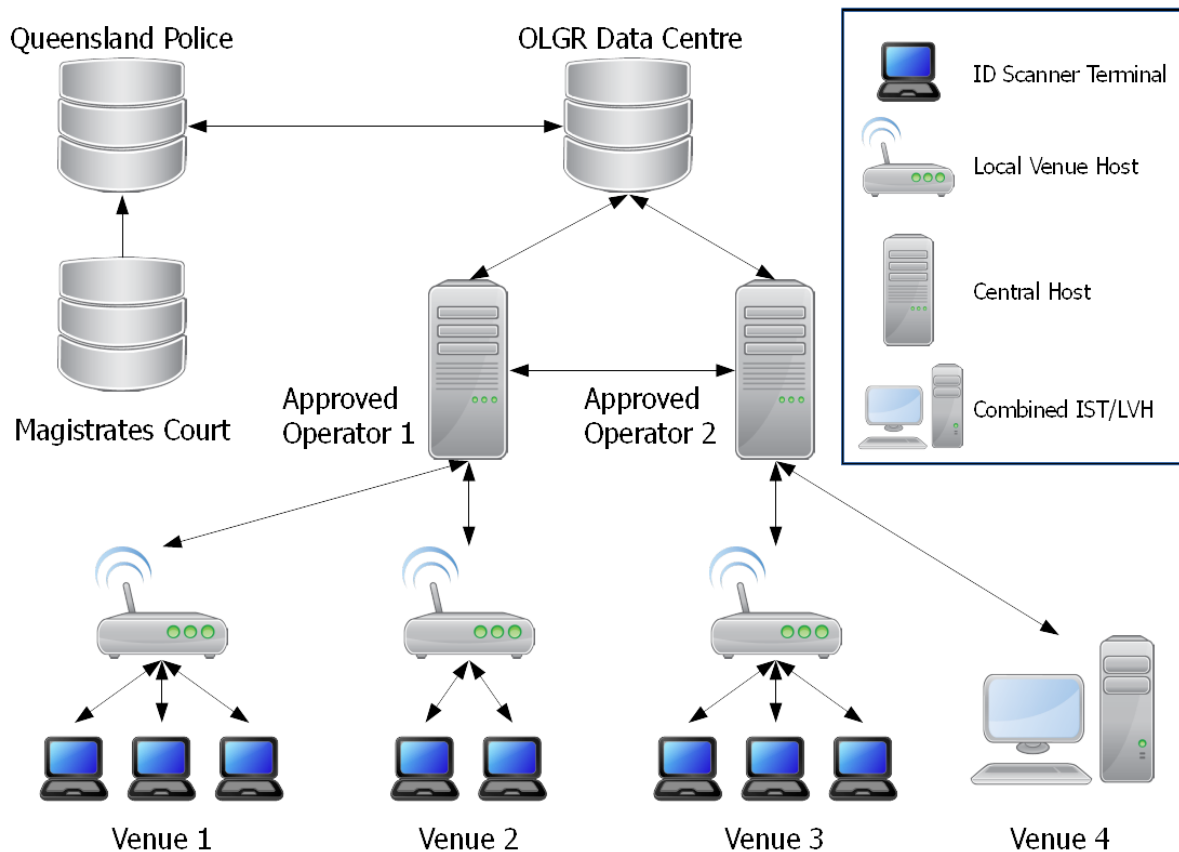 Queensland Police
OLGR Data Centre
ID Scanner Terminal
Local Venue Host
Central Host
Combined IST/LVH
Magistrates Court
Approved
Operator 1
Approved
Operator 2
Venue 1
Venue 2
Venue 3
Venue 4